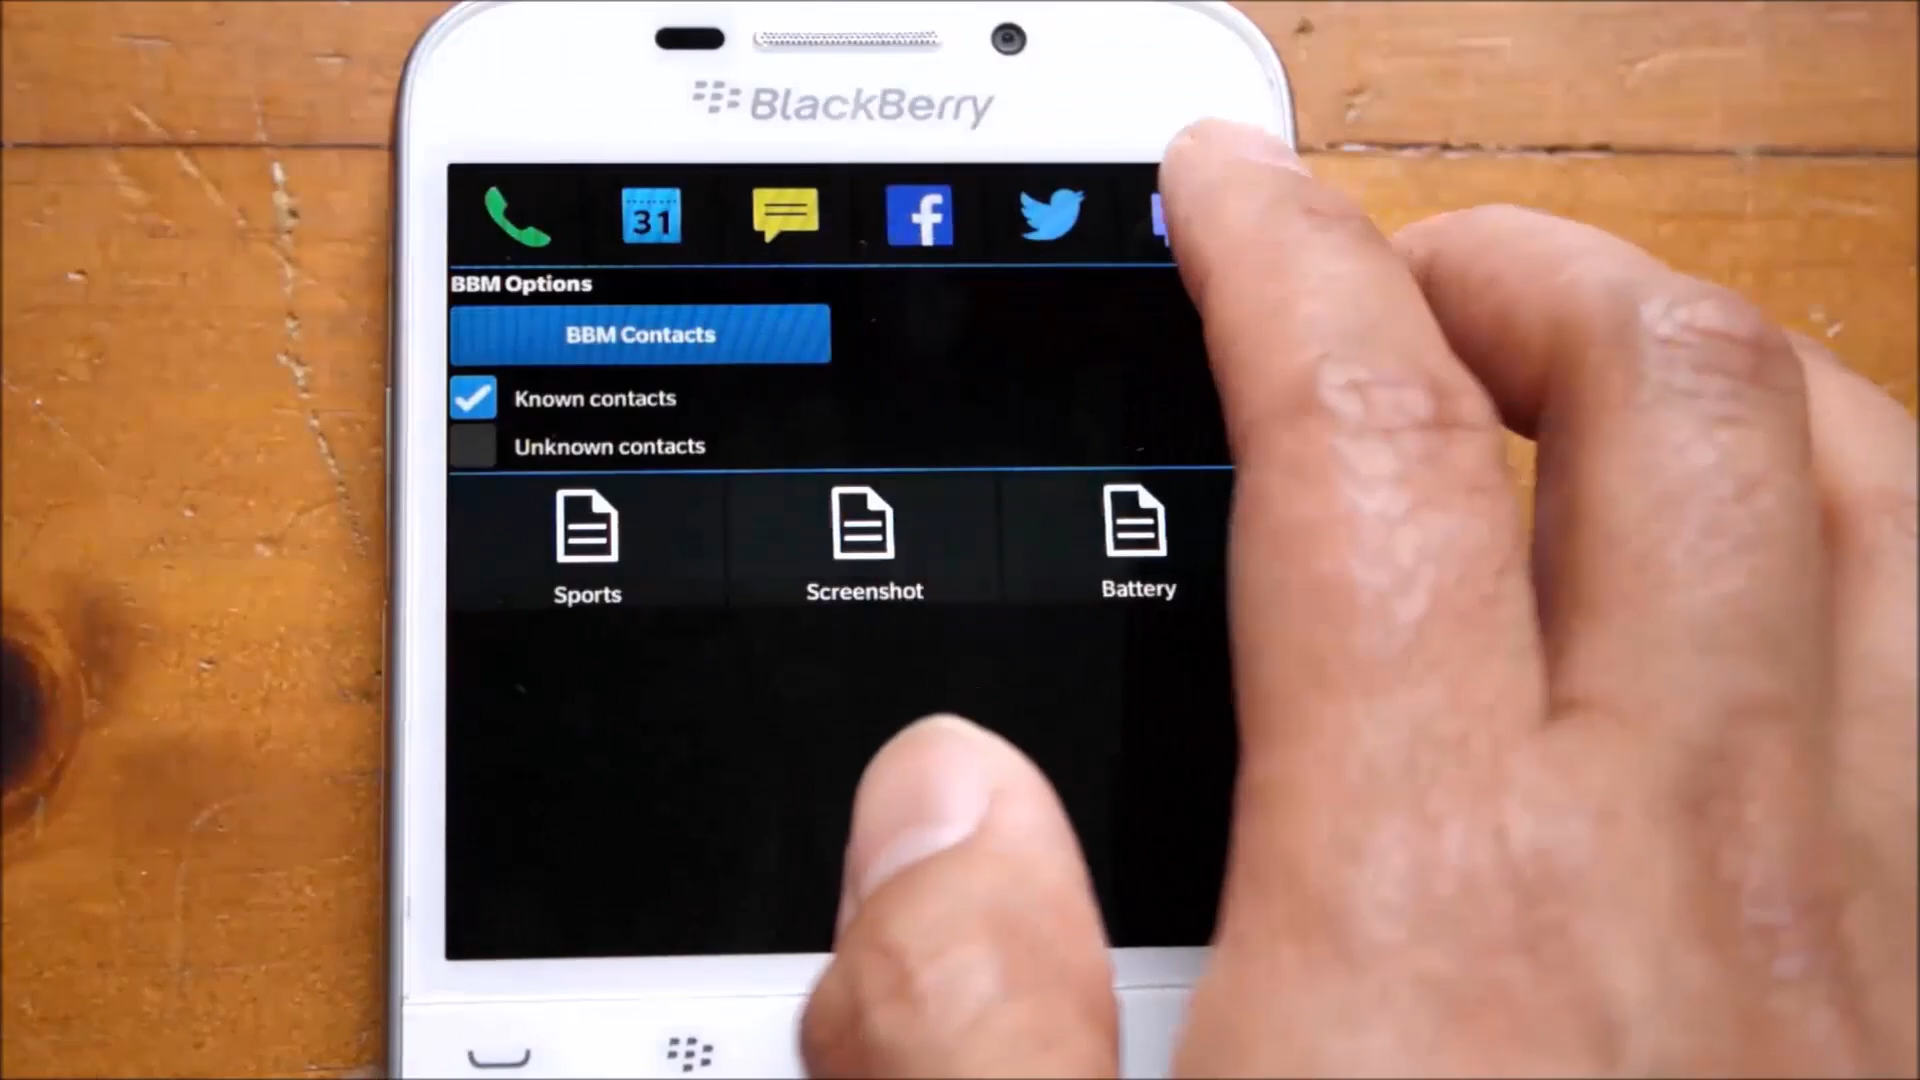 BlackBerry
31
f
BBM Options
BBM Contacts
Known contacts
Unknown contacts
Sports
Screenshot
Battery